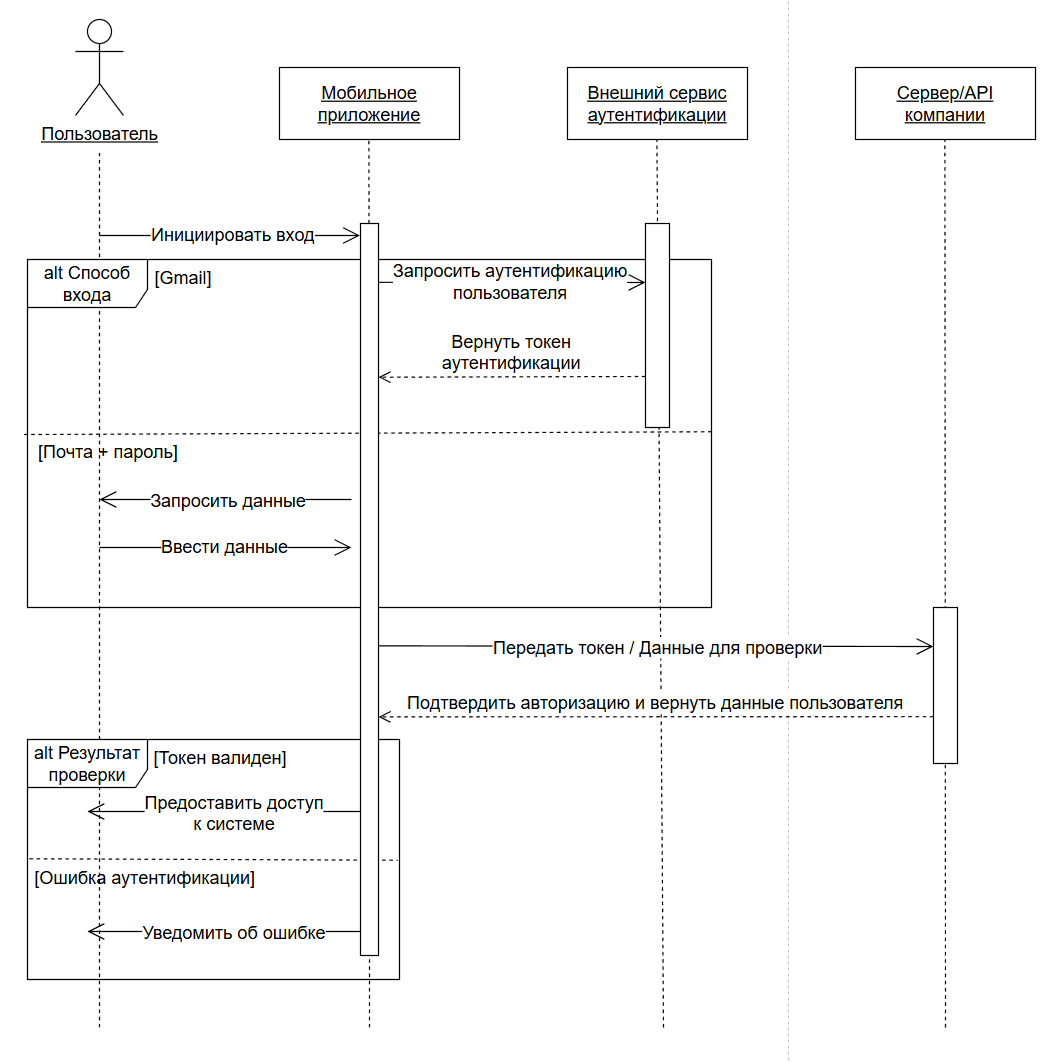 Пользователь
Мобильное
приложение
Внешний сервис
аутентификации
Сервер/API
компании
Инициировать вход
alt Способ
входа
[Gmail]
Запросить аутентификацию
пользователя
Вернуть токен
аутентификации
[Почта + пароль]
Запросить данные
Ввести данные
Передать токен / Данные для проверки
Подтвердить авторизацию и вернуть данные пользователя
alt Результат
проверки
[Токен валиден]
Предоставить доступ
к системе
[Ошибка аутентификации]
Уведомить об ошибке